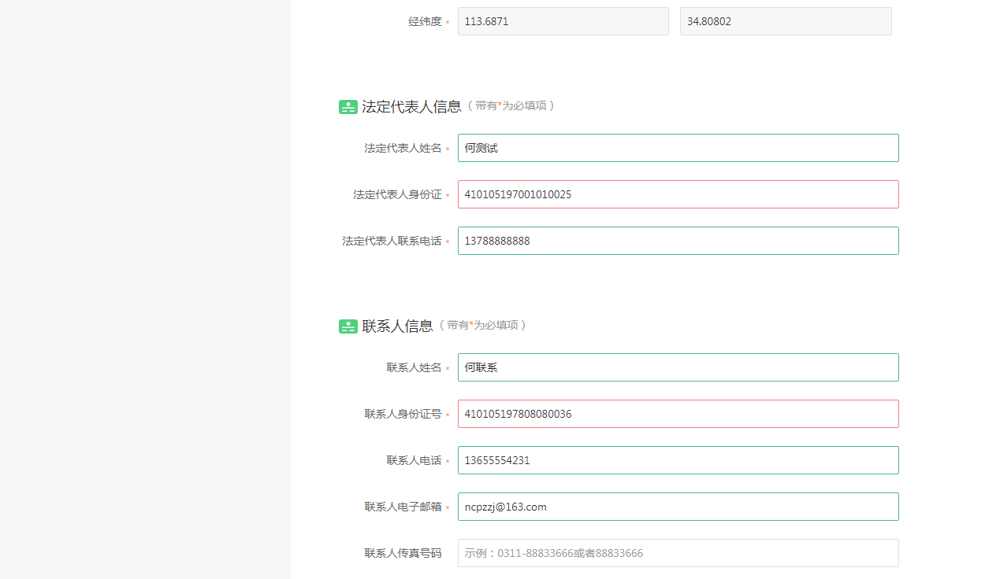 经纬度 * 113.6871 34.80802
法定代表人信息 ( 带有*为必填项 )
法定代表人姓名 * 何测试
法定代表人身份证 * 410105197001010025
法定代表人联系电话 * 13788888888
联系人信息 ( 带有*为必填项 )
联系人姓名 * 何联系
联系人身份证号 * 410105197808080036
联系人电话 * 13655554231
联系人电子邮箱 * ncpzzj@163.com
联系人传真号码 示例：0311-88833666或者88833666